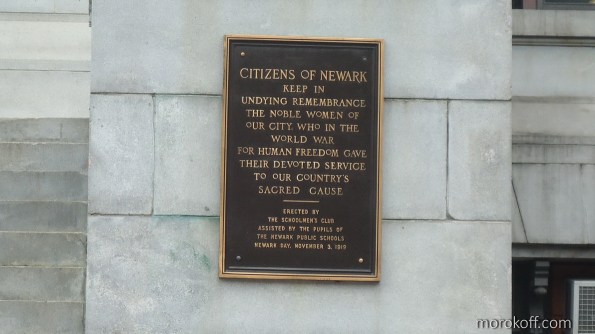 CITIZENS OF NEWARK
KEEP IN
UNDYING REMEMBRANCE
THE NOBLE WOMEN OF
OUR CITY, WHO IN THE
WORLD WAR
FOR HUMAN FREEDOM GAVE
THEIR DEVOTED SERVICE
TO OUR COUNTRY'S
SACRED CAUSE
ERECTED BY
THE SCHOOLMEN'S CLUB
ASSISTED BY THE PUPILS OF
THE NEWARK PUBLIC SCHOOLS
NEWARK DAY, NOVEMBER 3, 1919
morokoff.com